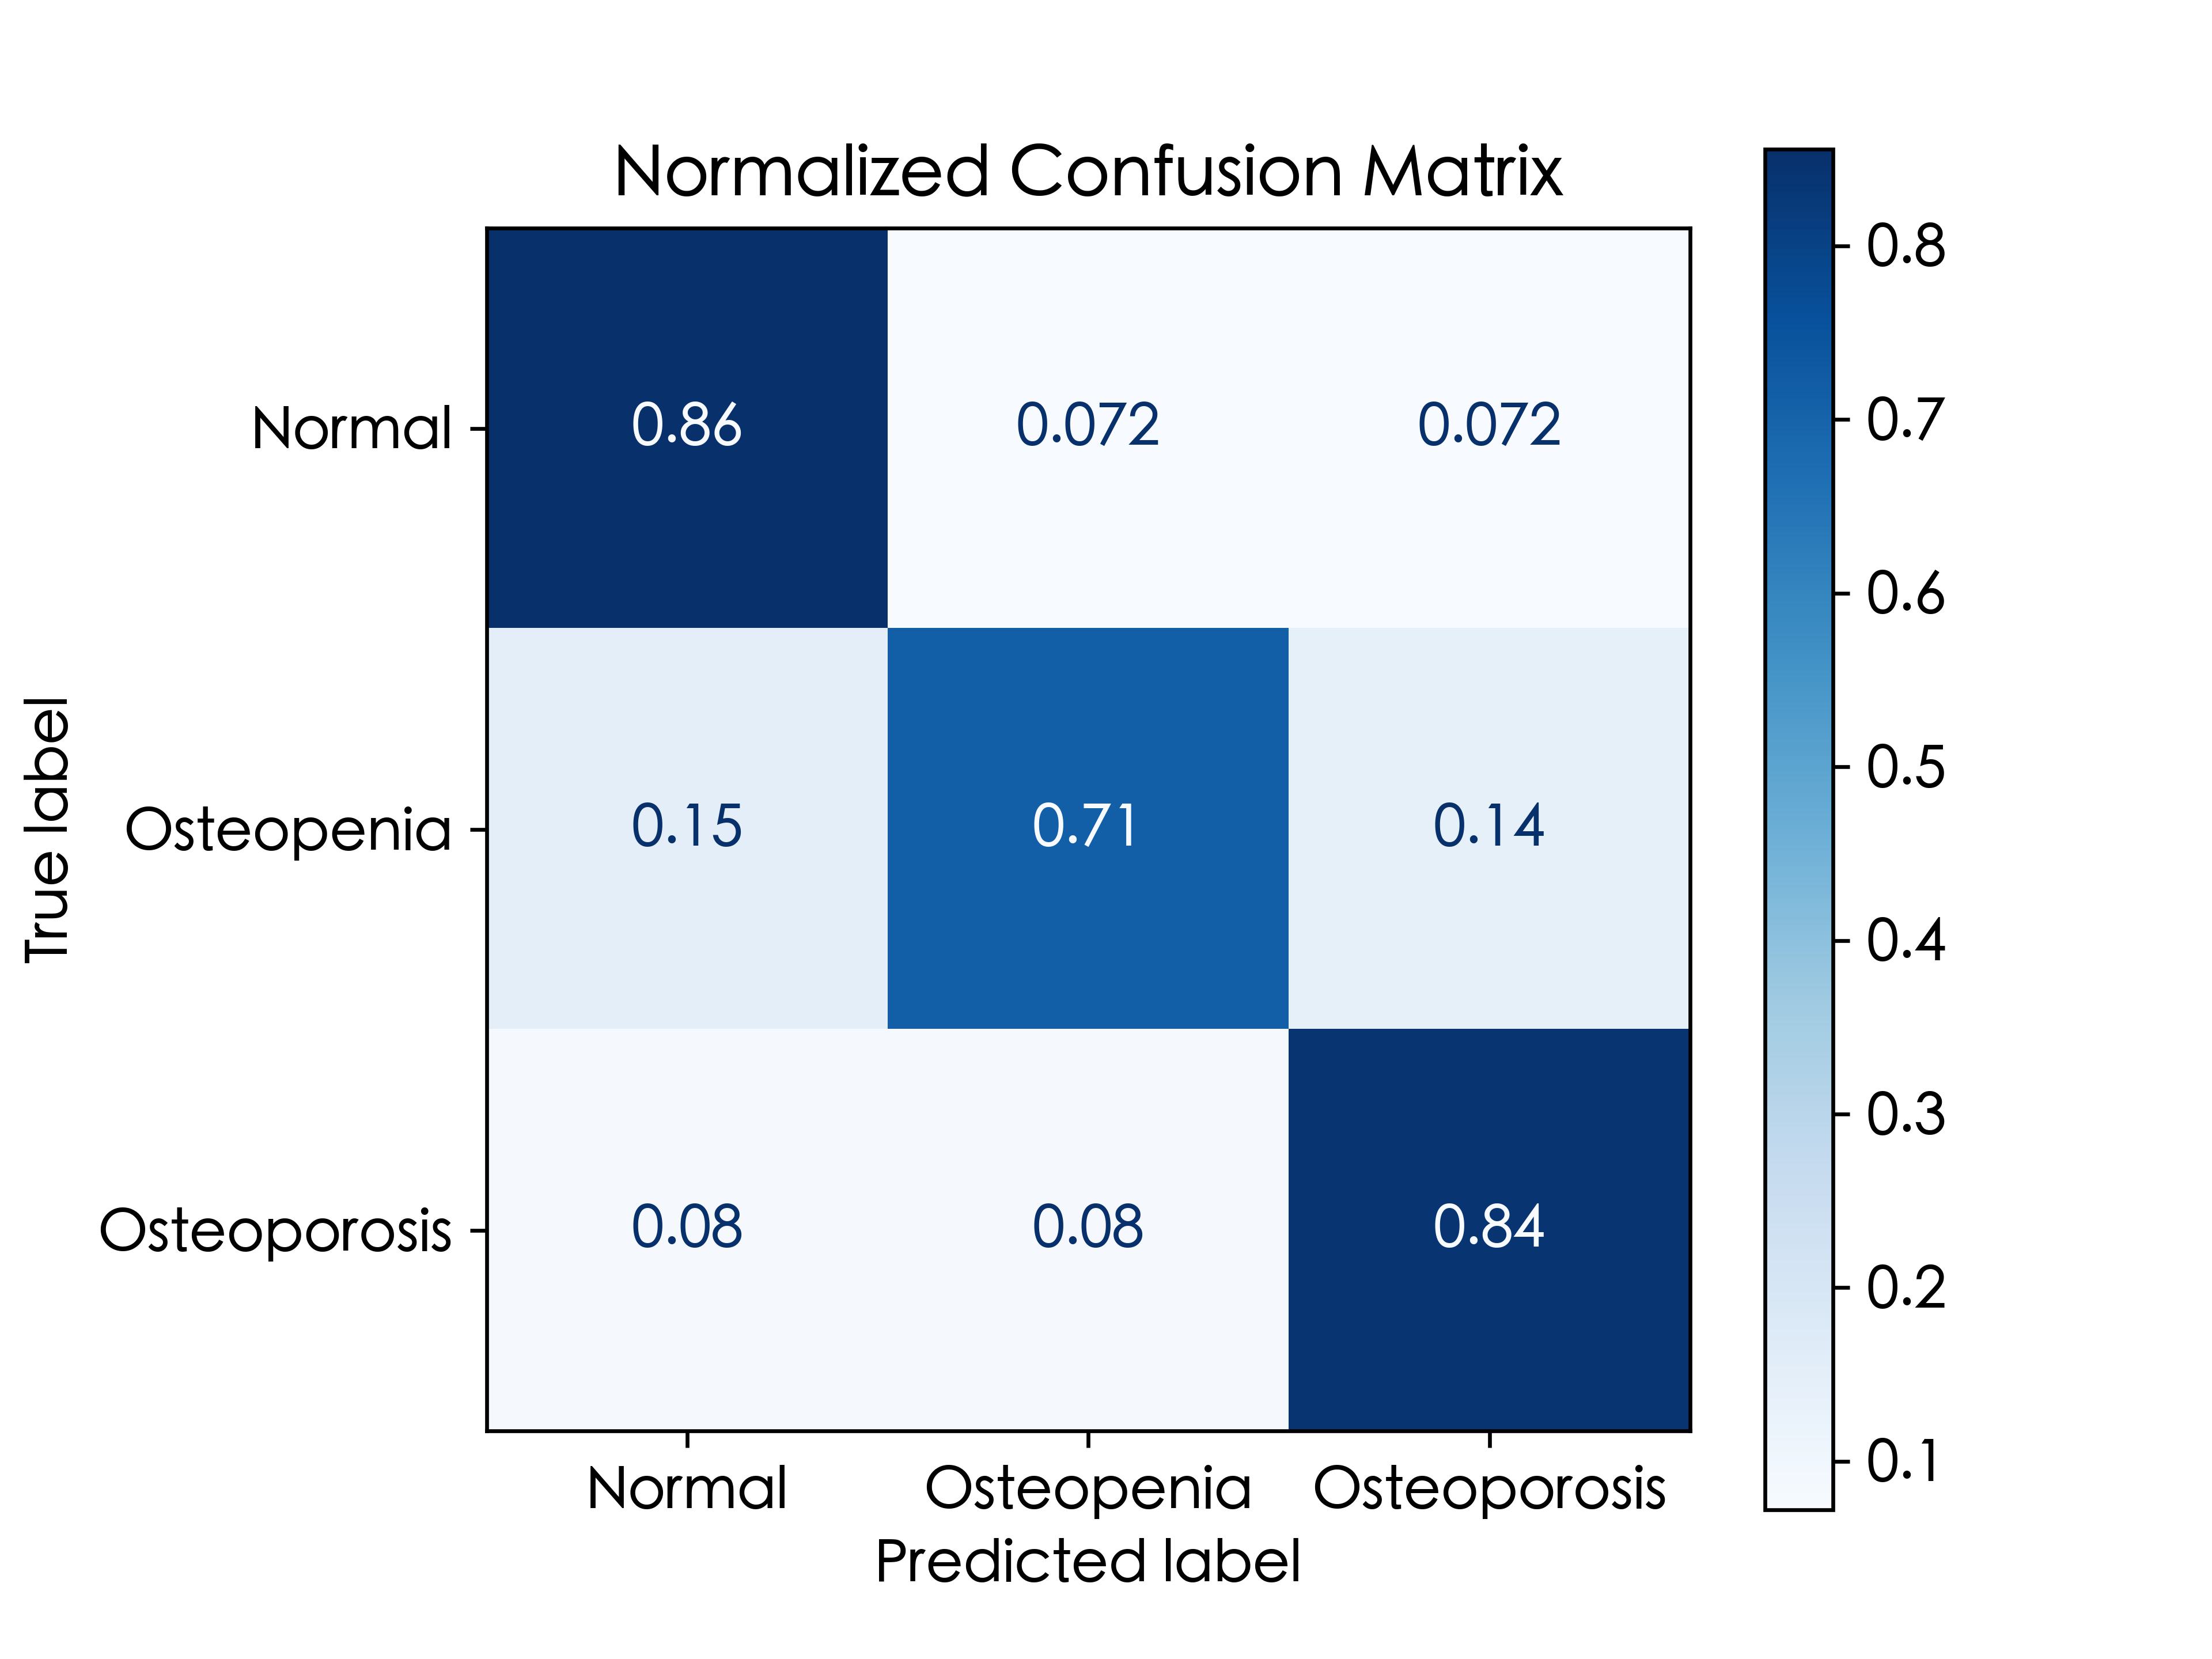 Normalized Confusion Matrix
True label
Normal
0.86 0.072 0.072
Osteopenia
0.15 0.71 0.14
Osteoporosis
0.08 0.08 0.84
Normal Osteopenia Osteoporosis
Predicted label
0.8
0.7
0.6
0.5
0.4
0.3
0.2
0.1